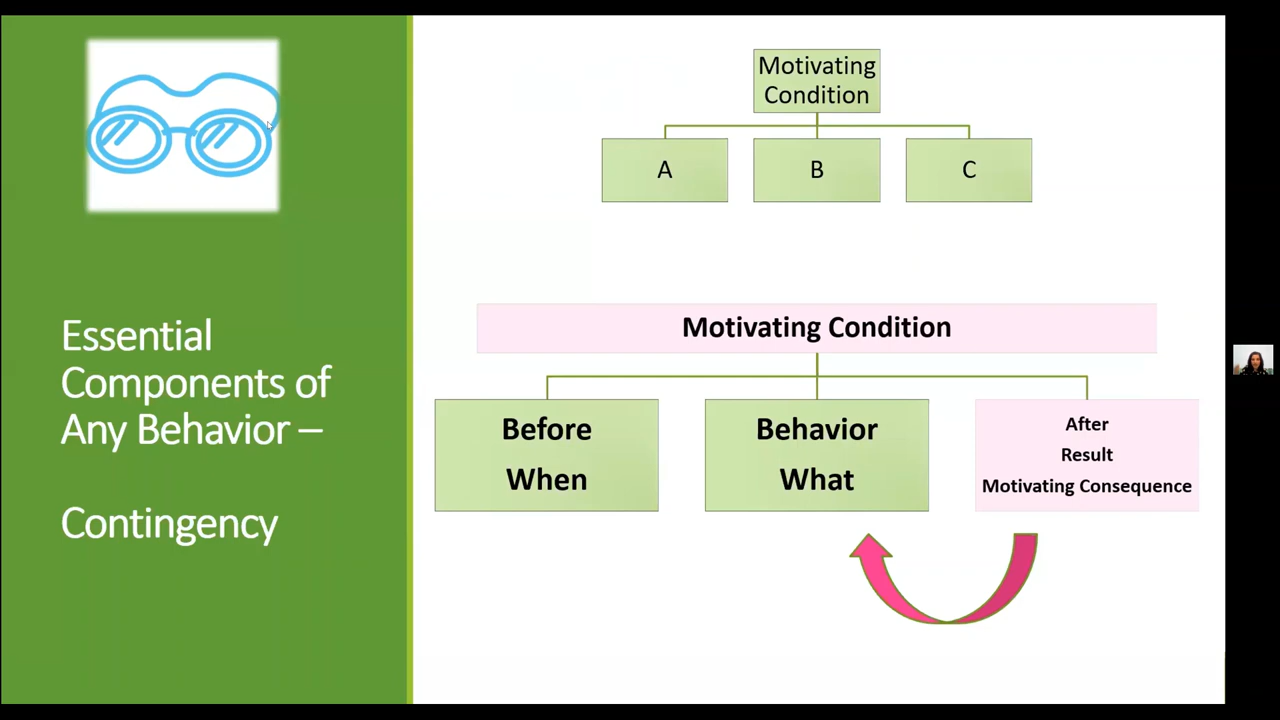 Essential
Components of
Any Behavior –
Contingency
Motivating
Condition
A
B
C
Motivating Condition
Before
When
Behavior
What
After
Result
Motivating Consequence